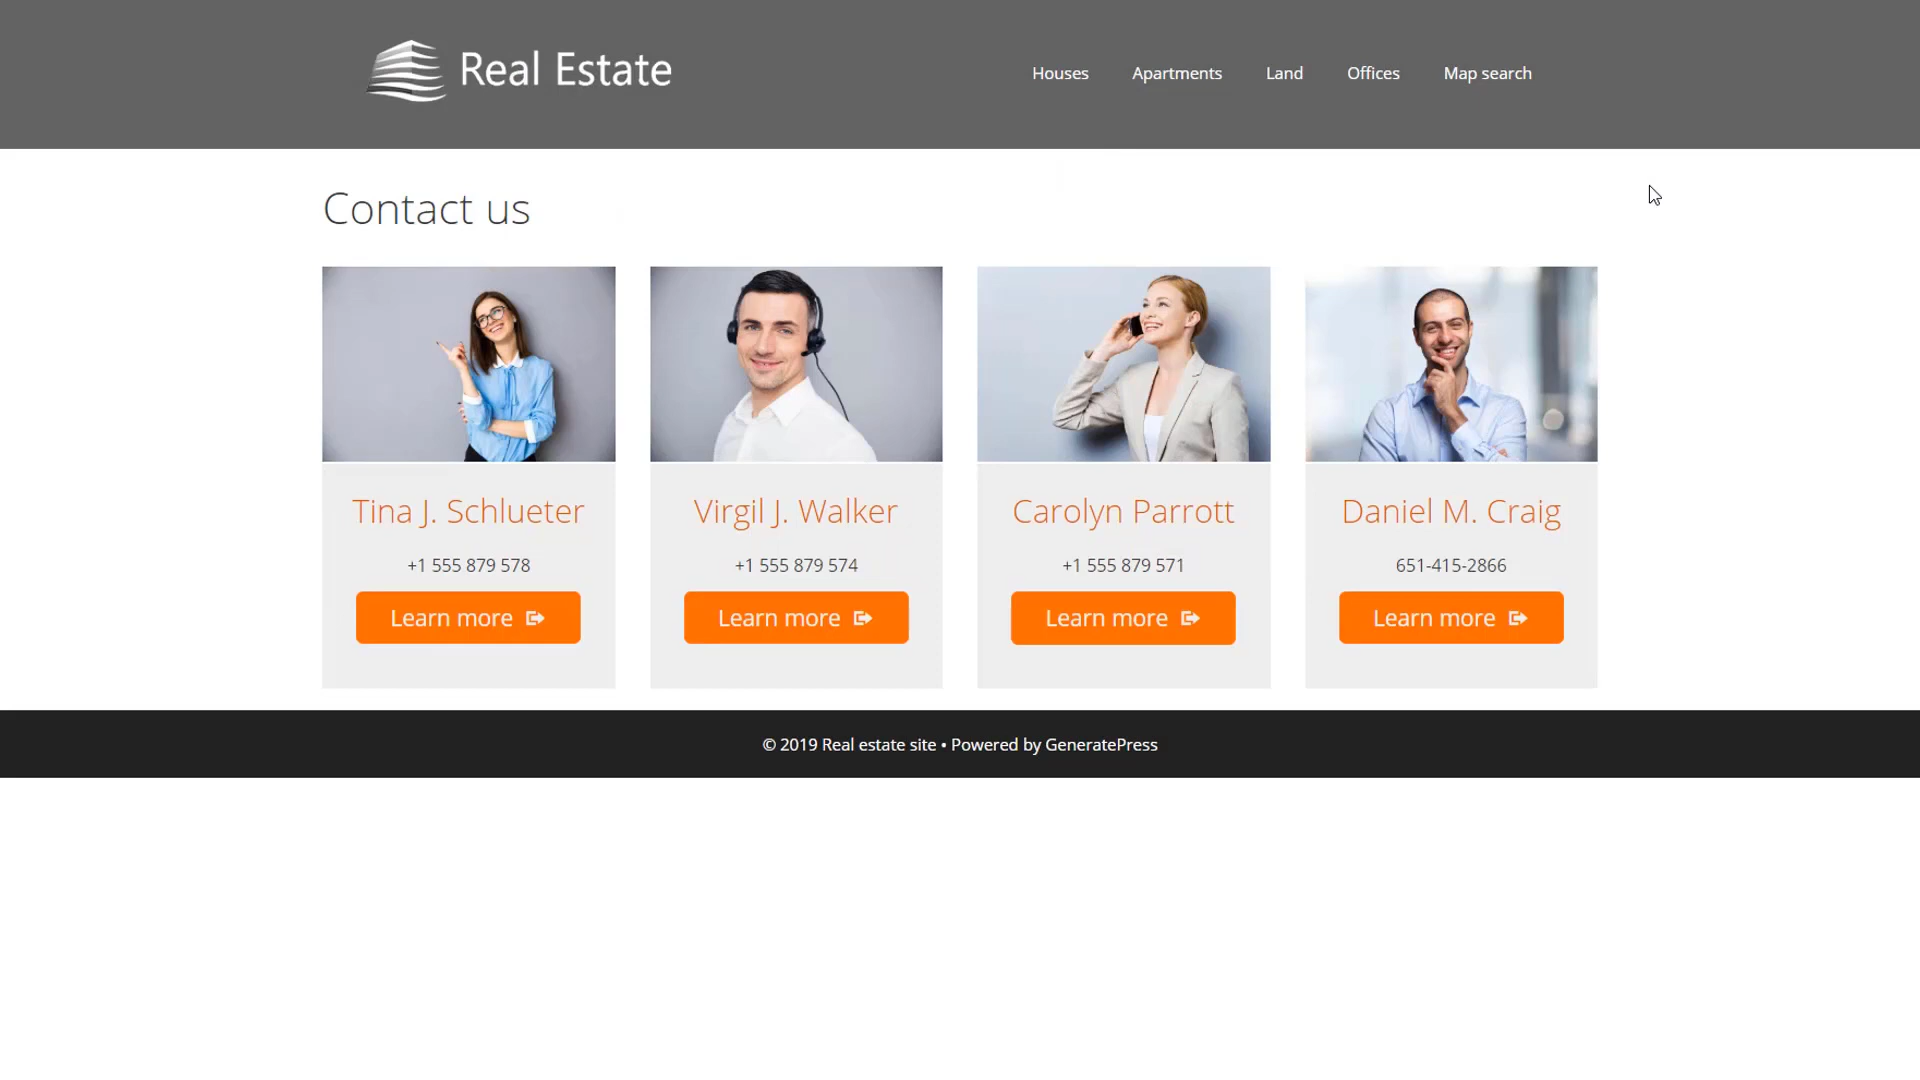 Real Estate
Houses Apartments Land Offices Map search
Contact us
Tina J. Schlueter
+1 555 879 578
Learn more
Virgil J. Walker
+1 555 879 574
Learn more
Carolyn Parrott
+1 555 879 571
Learn more
Daniel M. Craig
651-415-2866
Learn more
© 2019 Real estate site • Powered by GeneratePress